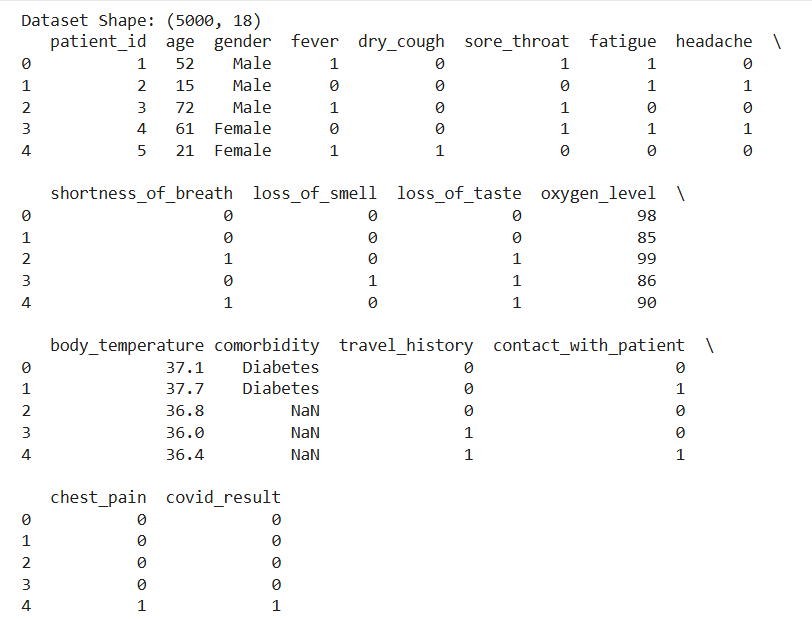 Dataset Shape: (5000, 18)
   patient_id  age  gender  fever  dry_cough  sore_throat  fatigue  headache  \
0           1   52    Male      1          0            1        1         0
1           2   15    Male      0          0            0        1         1
2           3   72    Male      1          0            1        0         0
3           4   61  Female      0          0            1        1         1
4           5   21  Female      1          1            0        0         0

   shortness_of_breath  loss_of_smell  loss_of_taste  oxygen_level  \
0                    0              0              0            98
1                    0              0              0            85
2                    1              0              1            99
3                    0              1              1            86
4                    1              0              1            90

   body_temperature comorbidity  travel_history  contact_with_patient  \
0              37.1    Diabetes               0                     0
1              37.7    Diabetes               0                     1
2              36.8         NaN               0                     0
3              36.0         NaN               1                     0
4              36.4         NaN               1                     1

   chest_pain  covid_result
0           0             0
1           0             0
2           0             0
3           0             0
4           1             1